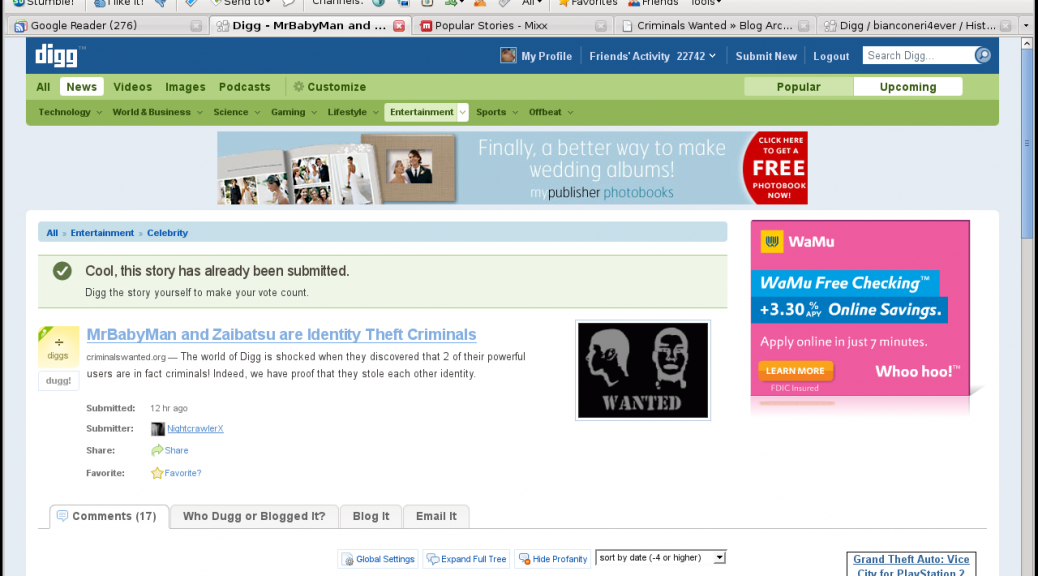 Stumble! I like it! Send to Channels: All Favorites Friends Tools
Google Reader (276) Digg - MrBabyMan and ... Popular Stories - Mixx Criminals Wanted » Blog Arc... Digg / bianconeri4ever / Hist...
digg™ My Profile Friends' Activity 22742 Submit New Logout Search Digg...
All News Videos Images Podcasts Customize Popular Upcoming
Technology World & Business Science Gaming Lifestyle Entertainment Sports Offbeat
Finally, a better way to make
wedding albums!
mypublisher photobooks
CLICK HERE
TO GET A
FREE
PHOTOBOOK
NOW!
All » Entertainment » Celebrity
Cool, this story has already been submitted.
Digg the story yourself to make your vote count.
÷
diggs
dugg!
MrBabyMan and Zaibatsu are Identity Theft Criminals
criminalswanted.org — The world of Digg is shocked when they discovered that 2 of their powerful
users are in fact criminals! Indeed, we have proof that they stole each other identity.
WANTED
Submitted: 12 hr ago
Submitter: NightcrawlerX
Share: Share
Favorite: Favorite?
WaMu
WaMu Free Checking™
+3.30 % APY Online Savings.
Apply online in just 7 minutes.
LEARN MORE Whoo hoo!™
FDIC Insured
Comments (17) Who Dugg or Blogged It? Blog It Email It
Global Settings Expand Full Tree Hide Profanity sort by date (-4 or higher)
Grand Theft Auto: Vice
City for PlayStation 2